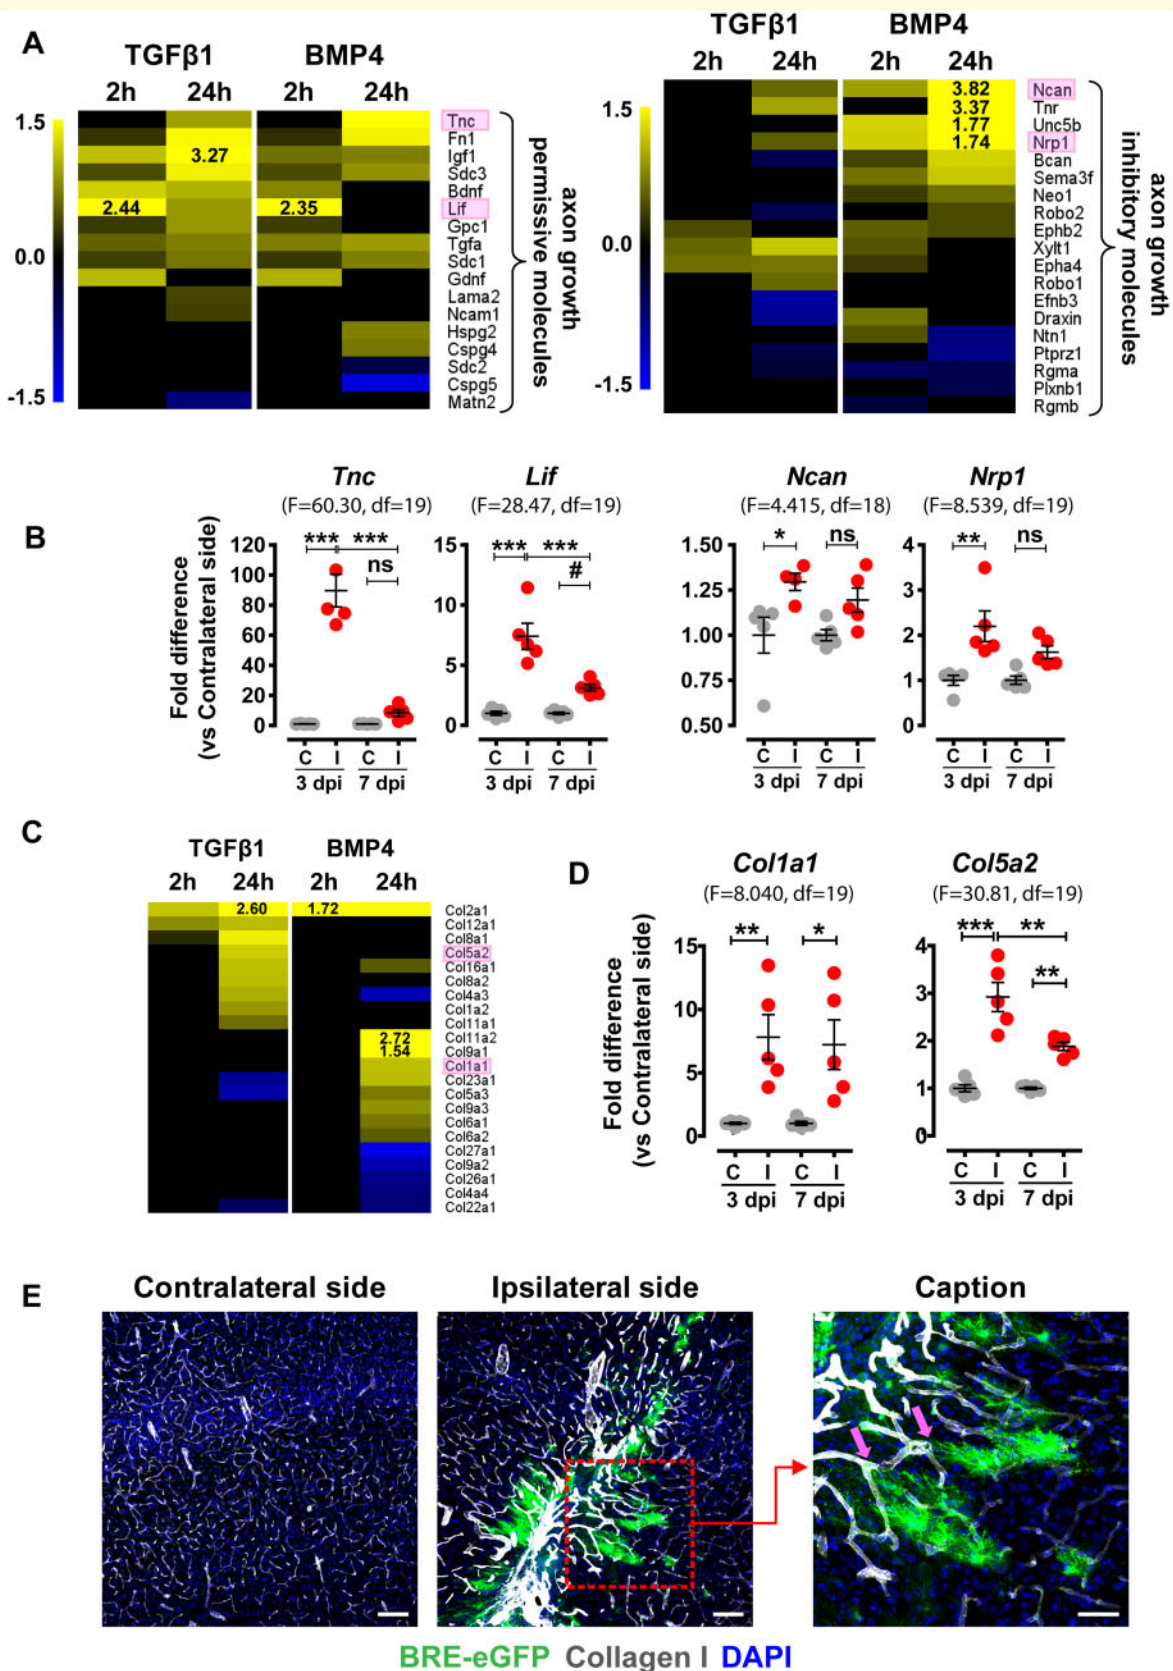 A
TGFβ1 BMP4
2h 24h 2h 24h
1.5
0.0
-1.5
3.27
2.44 2.35
Tnc
Fn1
Igf1
Sdc3
Bdnf
Lif
Gpc1
Tgfa
Sdc1
Gdnf
Lama2
Ncam1
Hspg2
Cspg4
Sdc2
Cspg5
Matn2
axon growth
permissive molecules
TGFβ1 BMP4
2h 24h 2h 24h
1.5
0.0
-1.5
3.82
3.37
1.77
1.74
Ncan
Tnr
Unc5b
Nrp1
Bcan
Sema3f
Neo1
Robo2
Ephb2
Xylt1
Epha4
Robo1
Efnb3
Draxin
Ntn1
Ptprz1
Rgma
Plxnb1
Rgmb
axon growth
inhibitory molecules
B
Fold difference
(vs Contralateral side)
Tnc
(F=60.30, df=19)
120
100
80
60
40
20
0
*** ***
ns
C I C I
3 dpi 7 dpi
Lif
(F=28.47, df=19)
15
10
5
0
*** ***
#
C I C I
3 dpi 7 dpi
Ncan
(F=4.415, df=18)
1.50
1.25
1.00
0.75
0.50
* ns
C I C I
3 dpi 7 dpi
Nrp1
(F=8.539, df=19)
4
3
2
1
0
** ns
C I C I
3 dpi 7 dpi
C
TGFβ1 BMP4
2h 24h 2h 24h
2.60 1.72
2.72
1.54
Col2a1
Col12a1
Col8a1
Col5a2
Col16a1
Col8a2
Col4a3
Col1a2
Col11a1
Col11a2
Col9a1
Col1a1
Col23a1
Col5a3
Col9a3
Col6a1
Col6a2
Col27a1
Col9a2
Col26a1
Col4a4
Col22a1
D
Fold difference
(vs Contralateral side)
Col1a1
(F=8.040, df=19)
15
10
5
0
** *
C I C I
3 dpi 7 dpi
Col5a2
(F=30.81, df=19)
4
3
2
1
0
*** **
**
C I C I
3 dpi 7 dpi
E
Contralateral side Ipsilateral side Caption
BRE-eGFP Collagen I DAPI